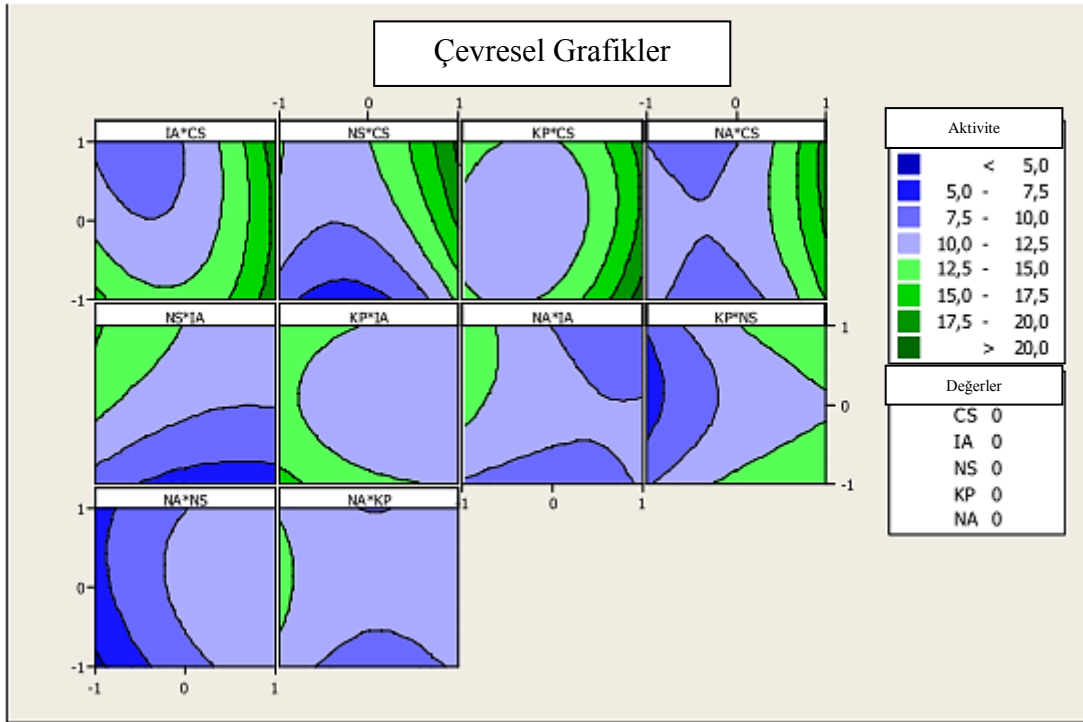 Çevresel Grafikler
-1 0 1 -1 0 1
IA*CS NS*CS KP*CS NA*CS
1
0
-1
NS*IA KP*IA NA*IA KP*NS
1
0
-1
NA*NS NA*KP
-1 0 1
1
0
-1
-1 0 1
Aktivite
< 5,0
5,0 - 7,5
7,5 - 10,0
10,0 - 12,5
12,5 - 15,0
15,0 - 17,5
17,5 - 20,0
> 20,0
Değerler
CS 0
IA 0
NS 0
KP 0
NA 0